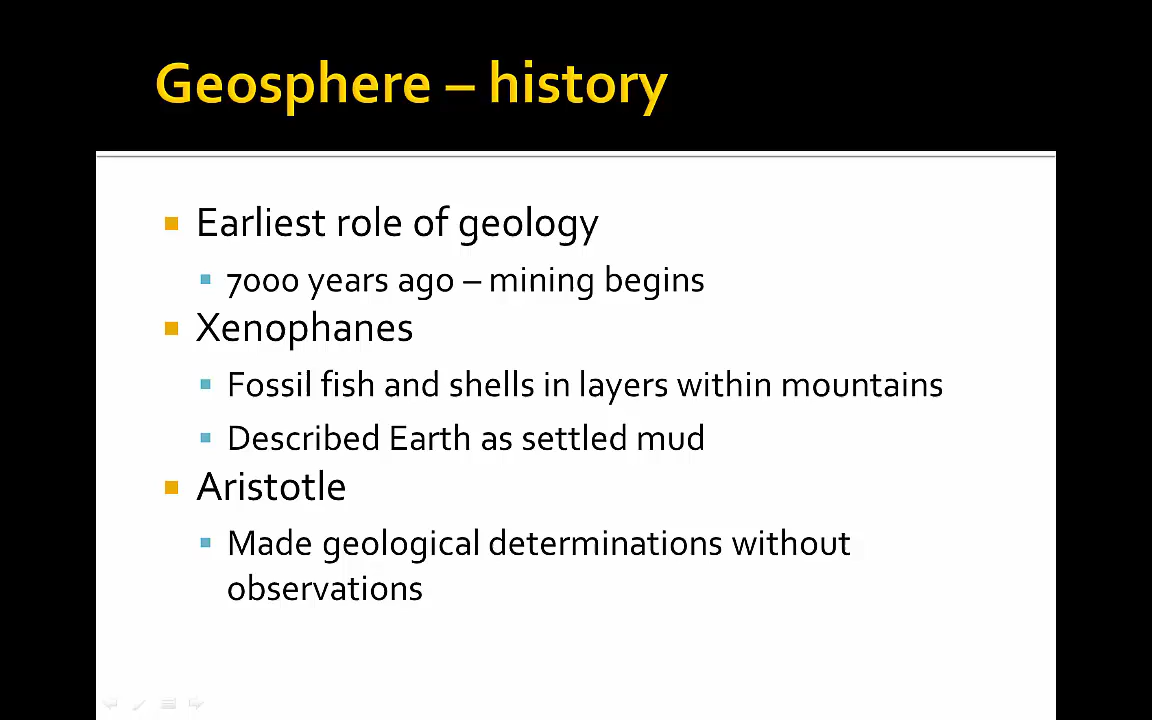 Geosphere – history
Earliest role of geology
7000 years ago – mining begins
Xenophanes
Fossil fish and shells in layers within mountains
Described Earth as settled mud
Aristotle
Made geological determinations without
observations